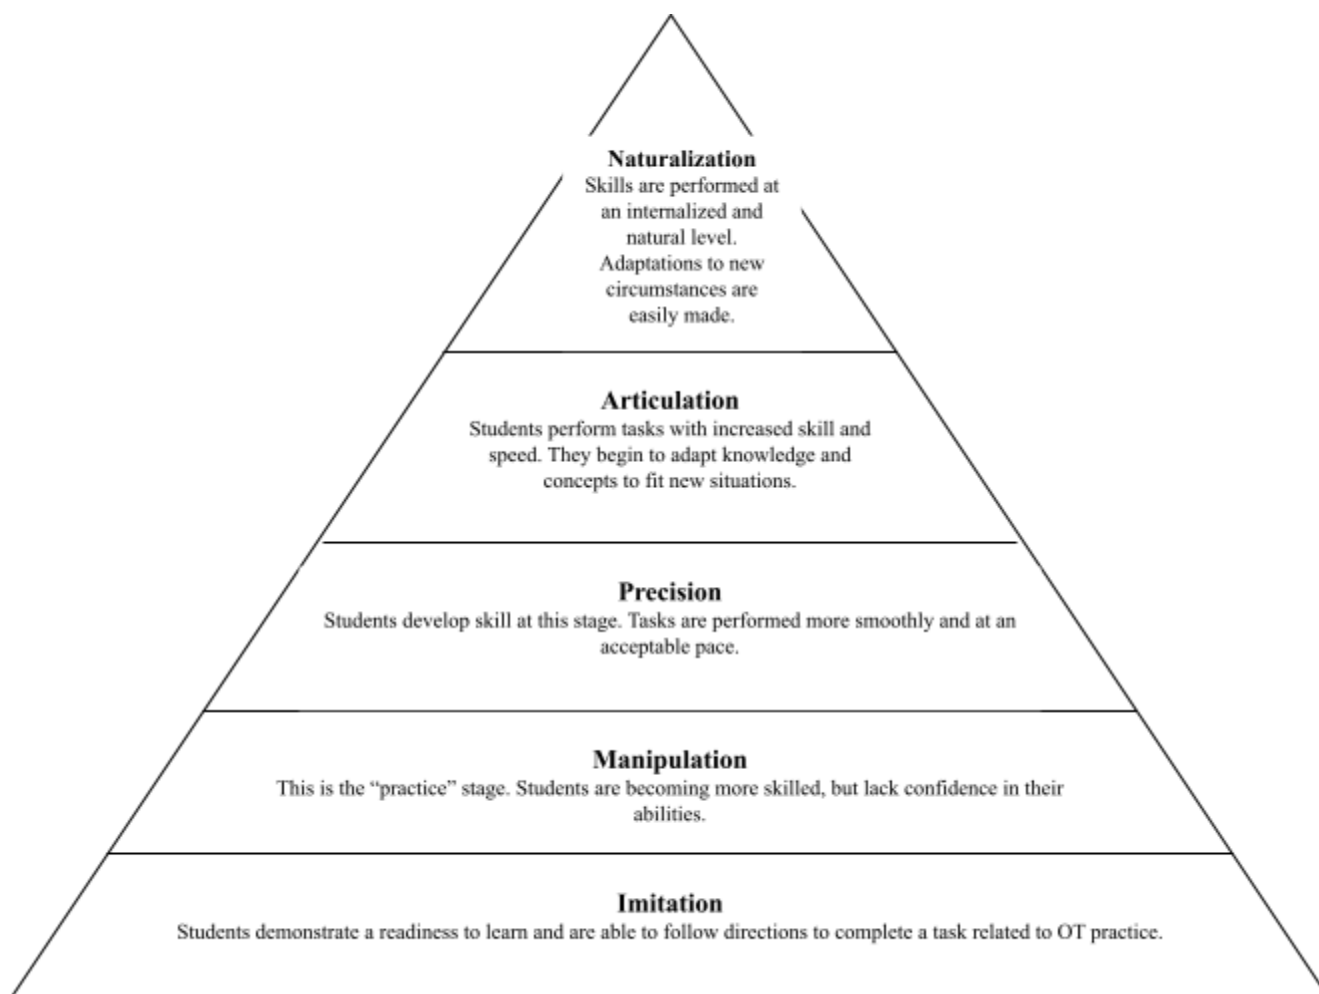 Naturalization
Skills are performed at
an internalized and
natural level.
Adaptations to new
circumstances are
easily made.
Articulation
Students perform tasks with increased skill and
speed. They begin to adapt knowledge and
concepts to fit new situations.
Precision
Students develop skill at this stage. Tasks are performed more smoothly and at an
acceptable pace.
Manipulation
This is the “practice” stage. Students are becoming more skilled, but lack confidence in their
abilities.
Imitation
Students demonstrate a readiness to learn and are able to follow directions to complete a task related to OT practice.